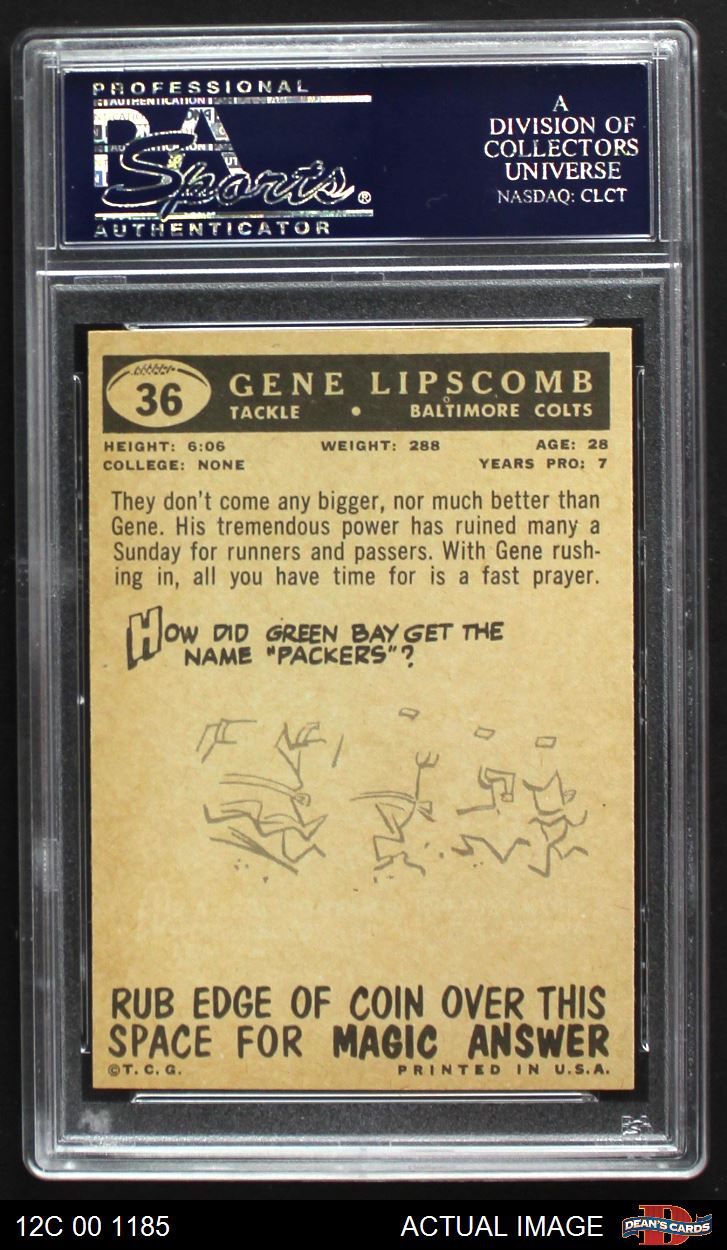 PROFESSIONAL
PSA
Sports®
AUTHENTICATOR
A
DIVISION OF
COLLECTORS
UNIVERSE
NASDAQ: CLCT
36
GENE LIPSCOMB
TACKLE • BALTIMORE COLTS
HEIGHT: 6:06 WEIGHT: 288 AGE: 28
COLLEGE: NONE YEARS PRO: 7
They don't come any bigger, nor much better than
Gene. His tremendous power has ruined many a
Sunday for runners and passers. With Gene rush-
ing in, all you have time for is a fast prayer.
HOW DID GREEN BAY GET THE
NAME "PACKERS"?
RUB EDGE OF COIN OVER THIS
SPACE FOR MAGIC ANSWER
©T.C.G. PRINTED IN U.S.A.
PSA
12C 00 1185 ACTUAL IMAGE DEAN'S CARDS